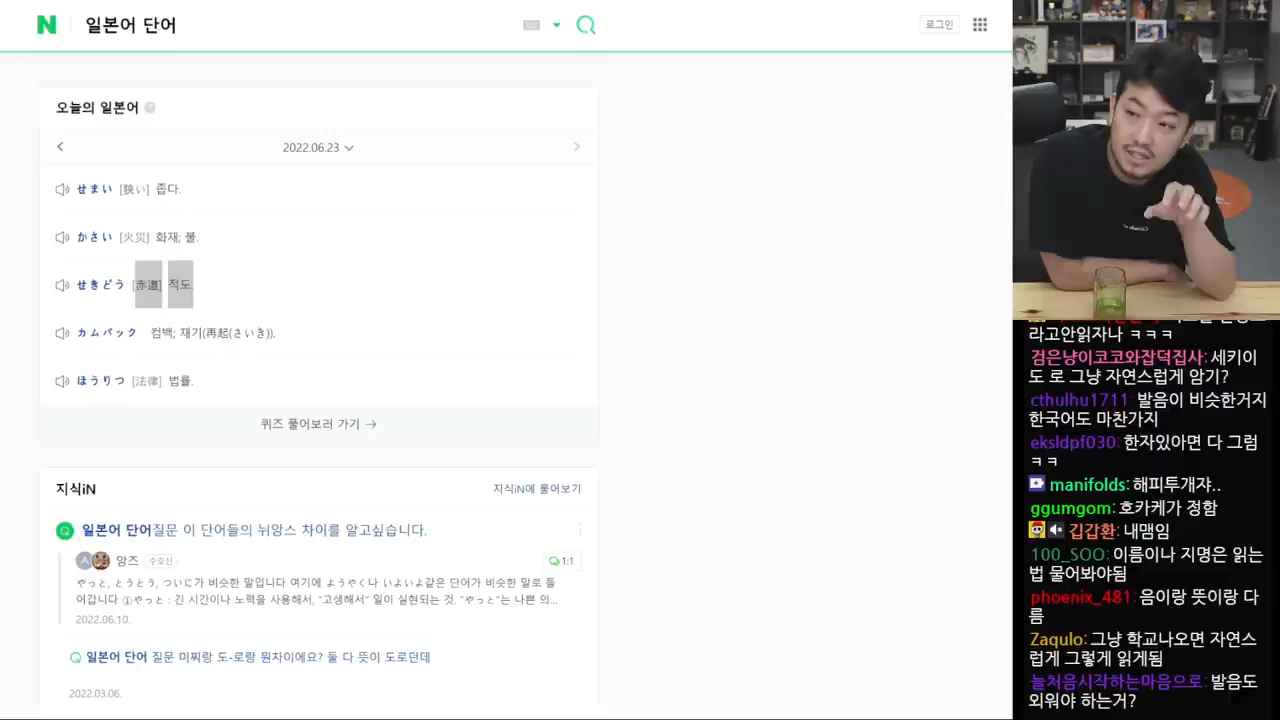 N 일본어 단어
로그인
오늘의 일본어
2022.06.23
せまい [狭い] 좁다.
かさい [火災] 화재; 불.
せきどう [赤道] 적도.
カムバック 컴백; 재기(再起(さいき)).
ほうりつ [法律] 법률.
퀴즈 풀어보러 가기 →
지식iN 지식iN에 물어보기
Q 일본어 단어질문 이 단어들의 뉘앙스 차이를 알고싶습니다.
앙즈 수호신 1:1
やっと, とうとう, ついに가 비슷한 말입니다 여기에 ようやく나 いよいよ같은 단어가 비슷한 말로 들
어갑니다 ①やっと : 긴 시간이나 노력을 사용해서, "고생해서" 일이 실현되는 것. "やっと"는 나쁜 의...
2022.06.10.
Q 일본어 단어 질문 미찌랑 도-로랑 뭔차이에요? 둘 다 뜻이 도로던데
2022.03.06.
라고안읽자나 ㅋㅋㅋ
검은냥이코코와잡덕집사: 세키이
도 로 그냥 자연스럽게 암기?
cthulhu1711: 발음이 비슷한거지
한국어도 마찬가지
eksldpf030: 한자있아면 다 그럼
ㅋㅋ
manifolds: 해피투개쟈..
ggumgom: 호카케가 정함
김갑환: 내맴임
100_SOO: 이름이나 지명은 읽는
법 물어봐야됨
phoenix_481: 음이랑 뜻이랑 다
름
Zaqulo: 그냥 학교나오면 자연스
럽게 그렇게 읽게됨
늘처음시작하는마음으로: 발음도
외워야 하는거?